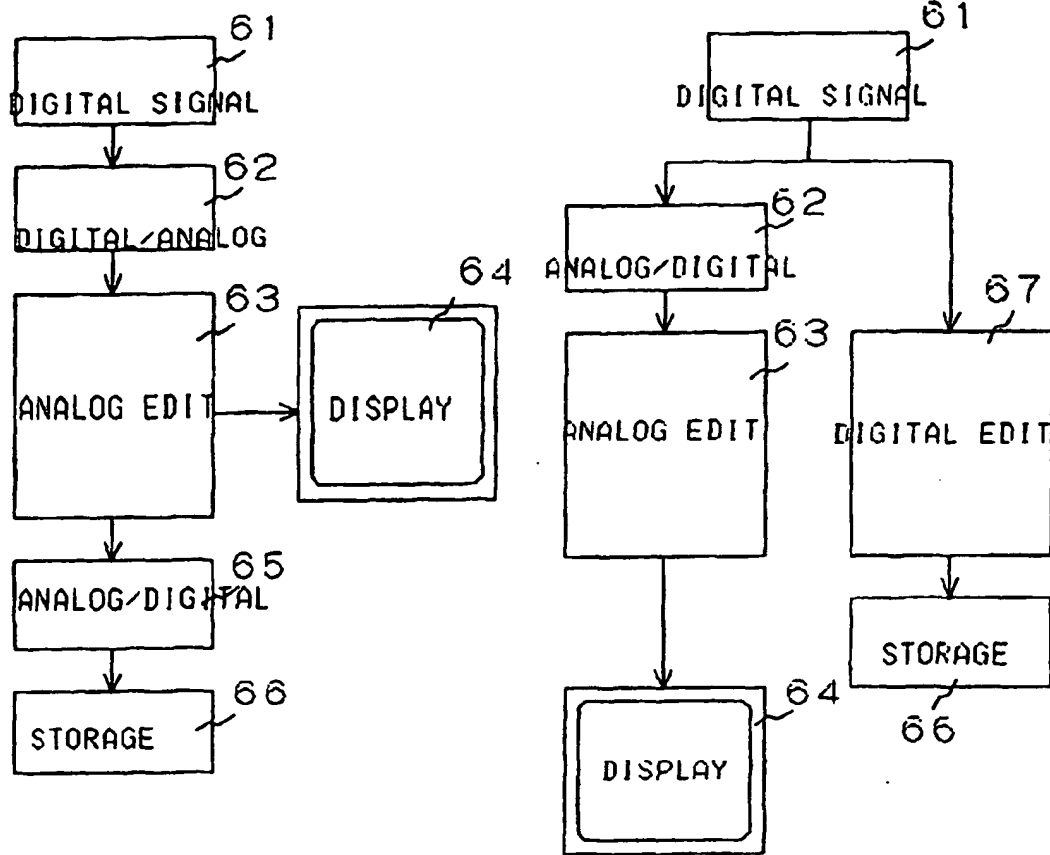 61
DIGITAL SIGNAL
62
DIGITAL/ANALOG
63
64
ANALOG EDIT
DISPLAY
65
ANALOG/DIGITAL
66
STORAGE
61
DIGITAL SIGNAL
62
ANALOG/DIGITAL
63
67
ANALOG EDIT
DIGITAL EDIT
STORAGE
66
64
DISPLAY